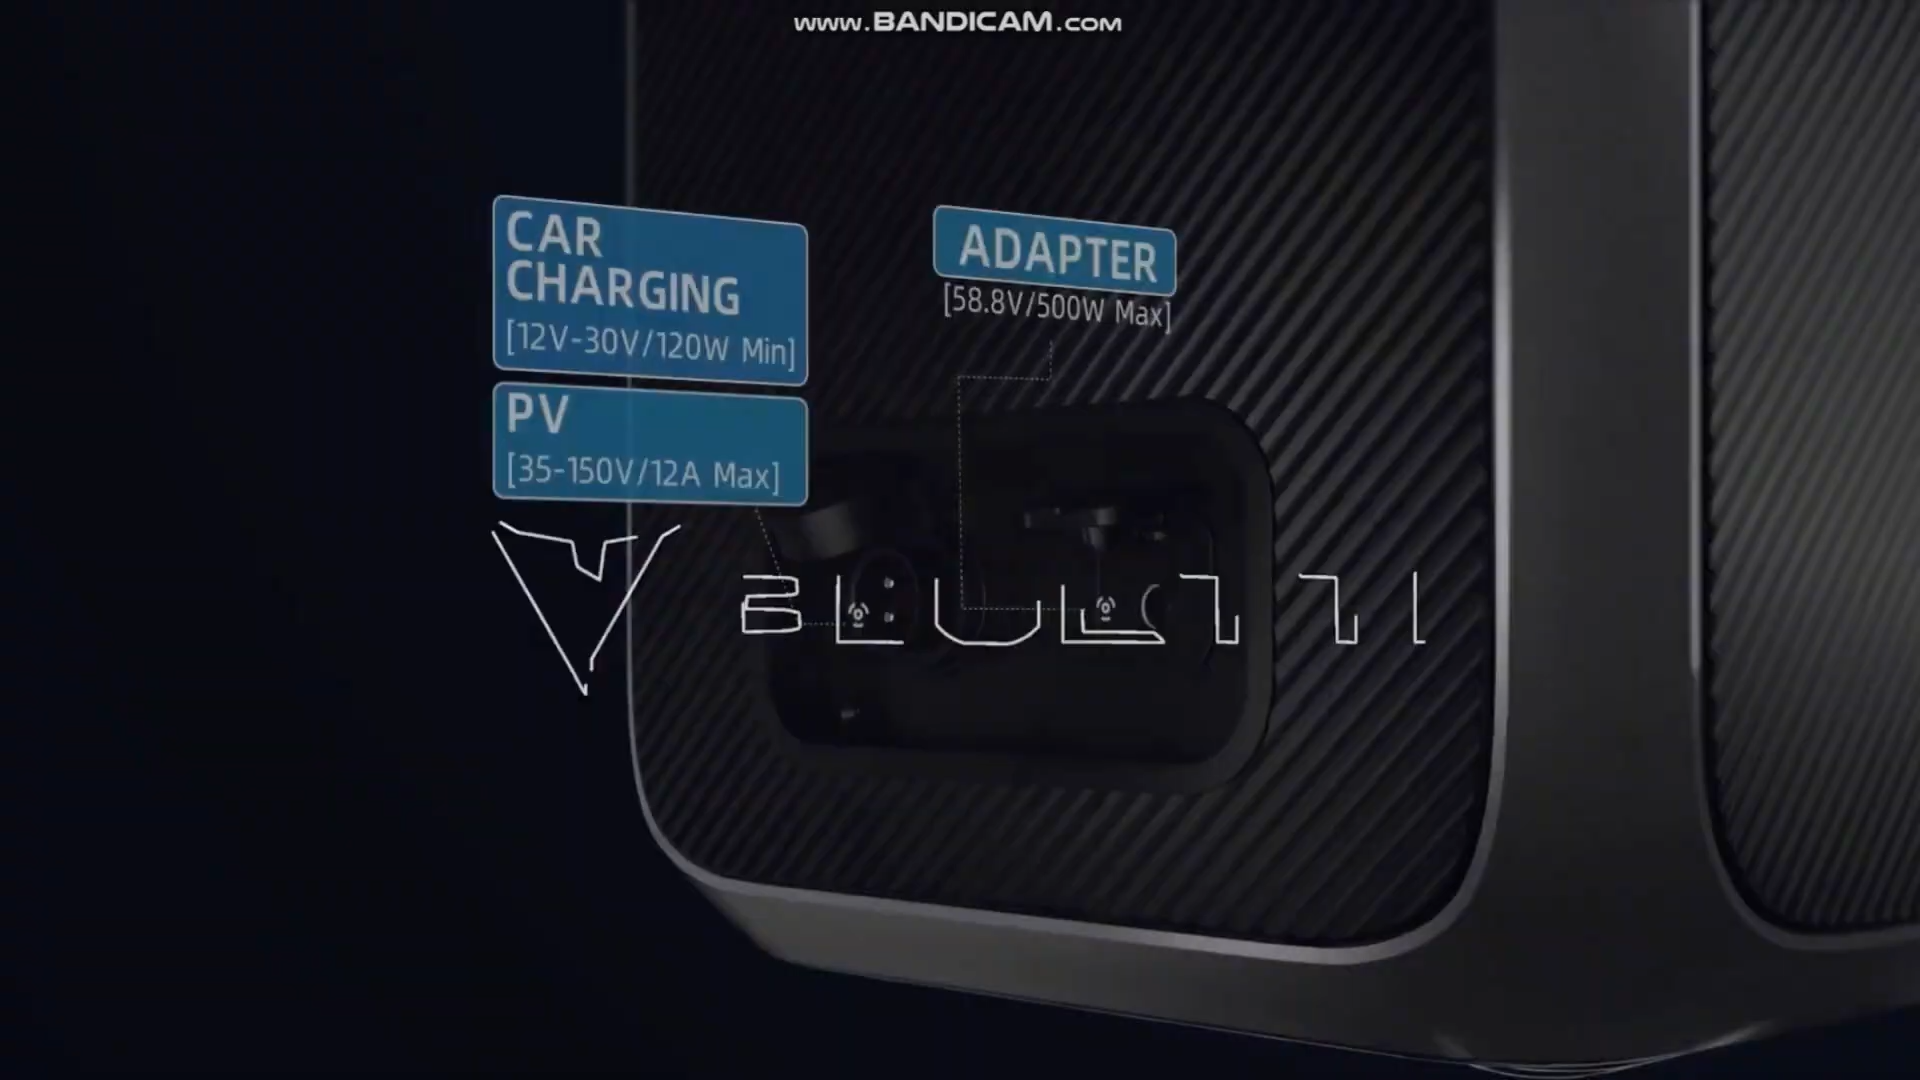 www.BANDICAM.com
CAR
CHARGING
[12V-30V/120W Min]
PV
[35-150V/12A Max]
ADAPTER
[58.8V/500W Max]
BLUETTI